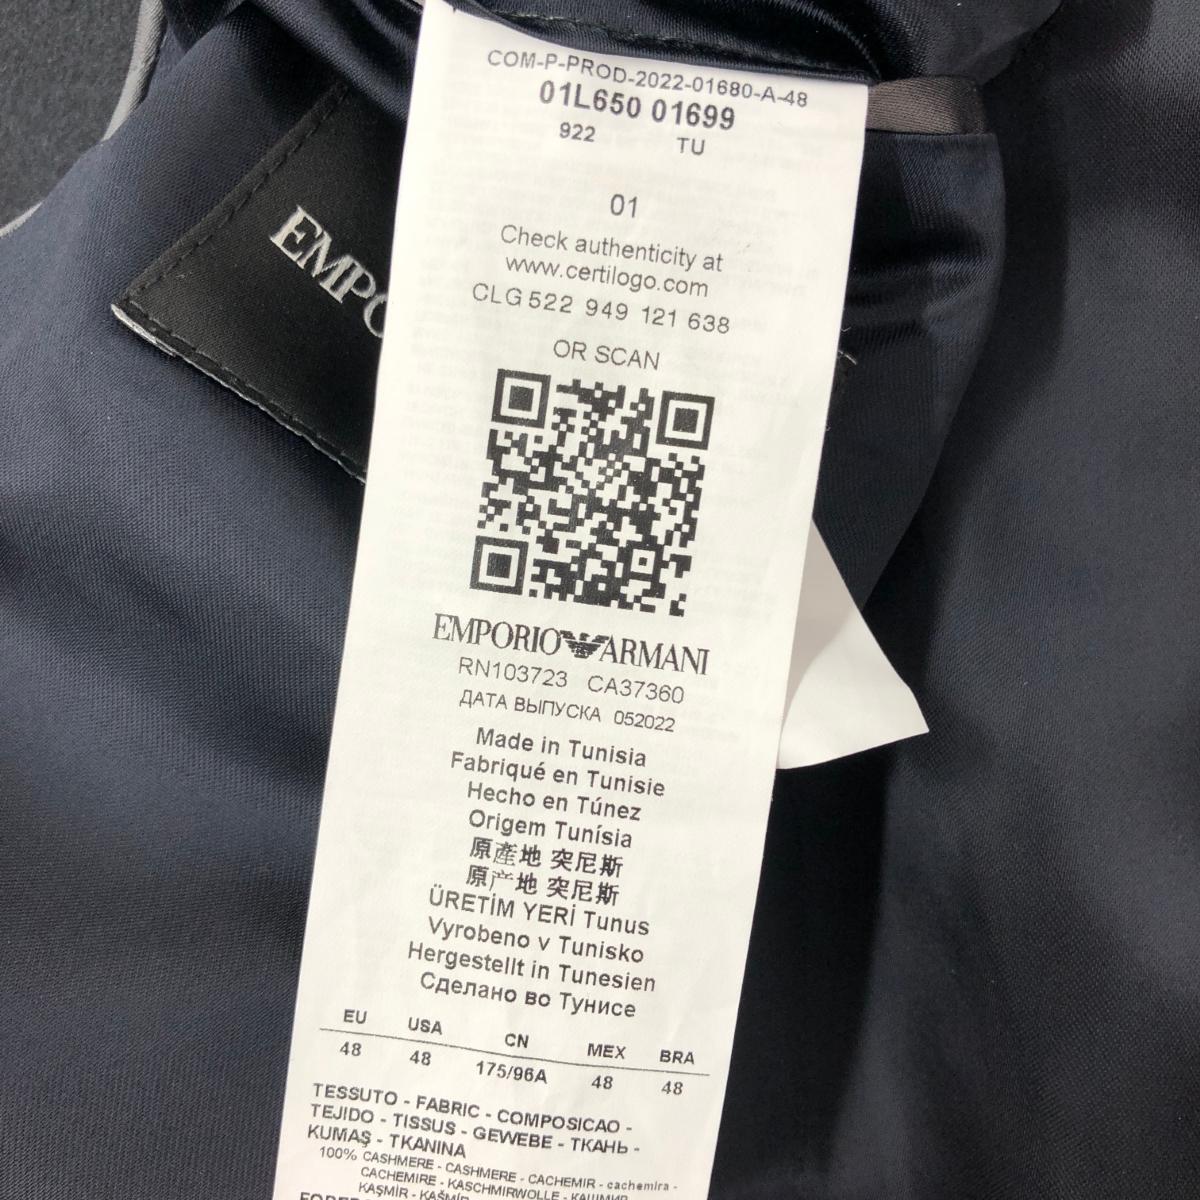 COM-P-PROD-2022-01680-A-48
01L650 01699
922 TU
01
Check authenticity at
www.certilogo.com
CLG 522 949 121 638
OR SCAN
EMPO
EMPORIO ARMANI
RN103723 CA37360
ДАТА ВЫПУСКА 052022
Made in Tunisia
Fabriqué en Tunisie
Hecho en Túnez
Origem Tunísia
原產地 突尼斯
原产地 突尼斯
ÜRETİM YERİ Tunus
Vyrobeno v Tunisko
Hergestellt in Tunesien
Сделано во Тунисе
EU USA CN MEX BRA
48 48 175/96A 48 48
TESSUTO - FABRIC - COMPOSICAO -
TEJIDO - TISSUS - GEWEBE - ТКАНЬ -
KUMAŞ - TKANINA
100% CASHMERE - CASHMERE - CACHEMIR - cachemira -
CACHEMIRE - KASCHMIRWOLLE - КАШМИР
KAŞMİR - KAŠMÍR